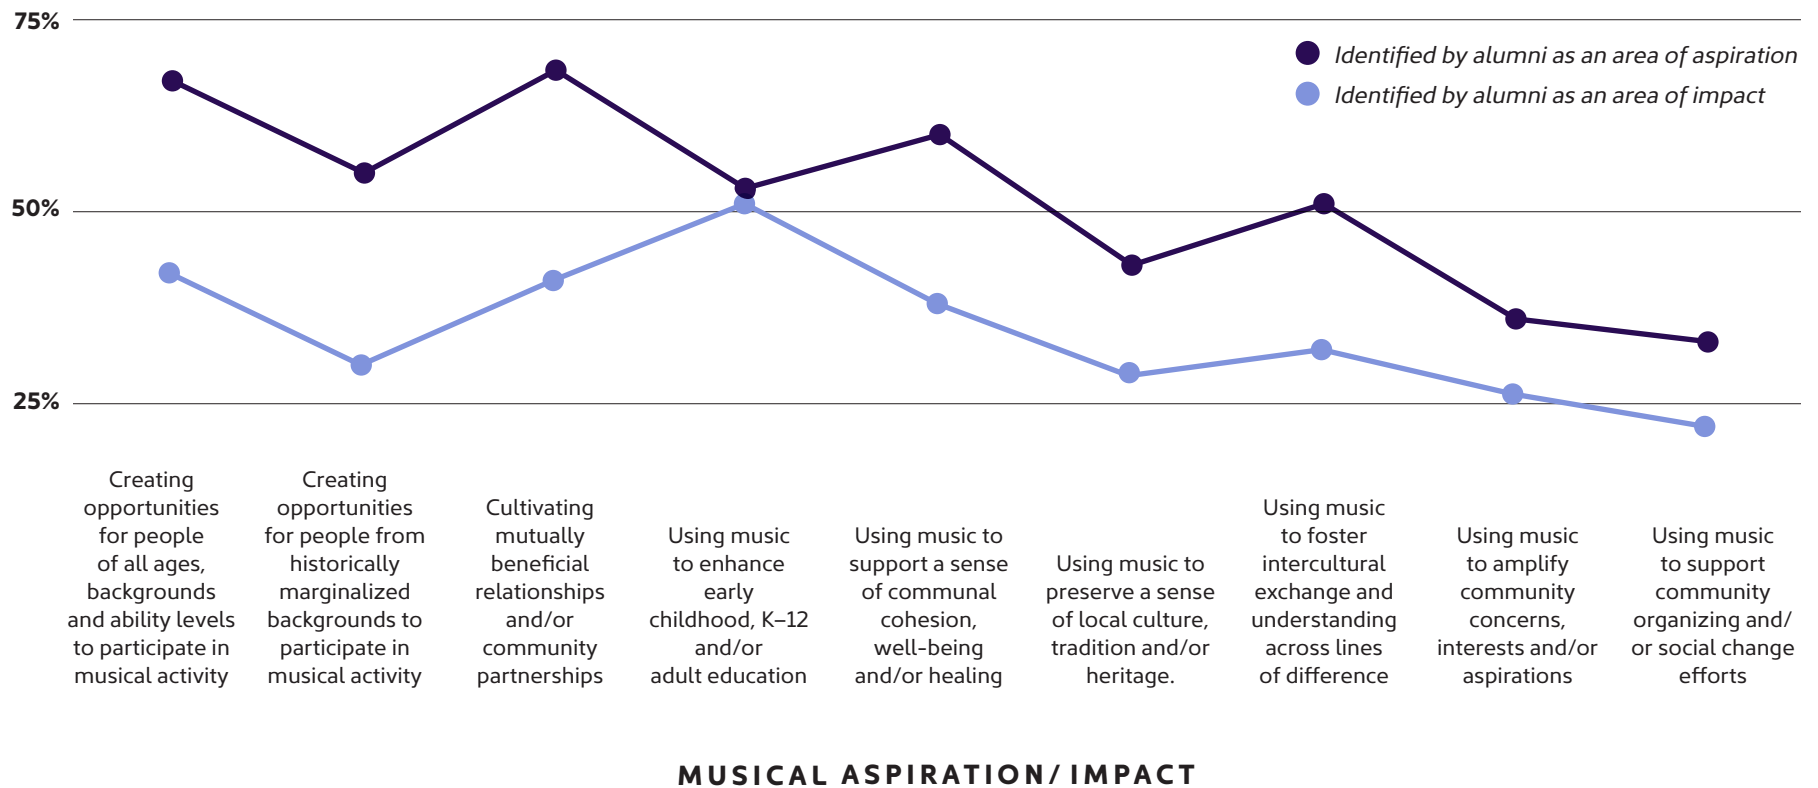 75%
Identified by alumni as an area of aspiration
Identified by alumni as an area of impact
50%
25%
Creating
opportunities
for people
of all ages,
backgrounds
and ability levels
to participate in
musical activity
Creating
opportunities
for people from
historically
marginalized
backgrounds to
participate in
musical activity
Cultivating
mutually
beneficial
relationships
and/or
community
partnerships
Using music
to enhance
early
childhood, K–12
and/or
adult education
Using music to
support a sense
of communal
cohesion,
well-being
and/or healing
Using music to
preserve a sense
of local culture,
tradition and/or
heritage.
Using music
to foster
intercultural
exchange and
understanding
across lines
of difference
Using music
to amplify
community
concerns,
interests and/or
aspirations
Using music
to support
community
organizing and/
or social change
efforts
MUSICAL ASPIRATION/ IMPACT